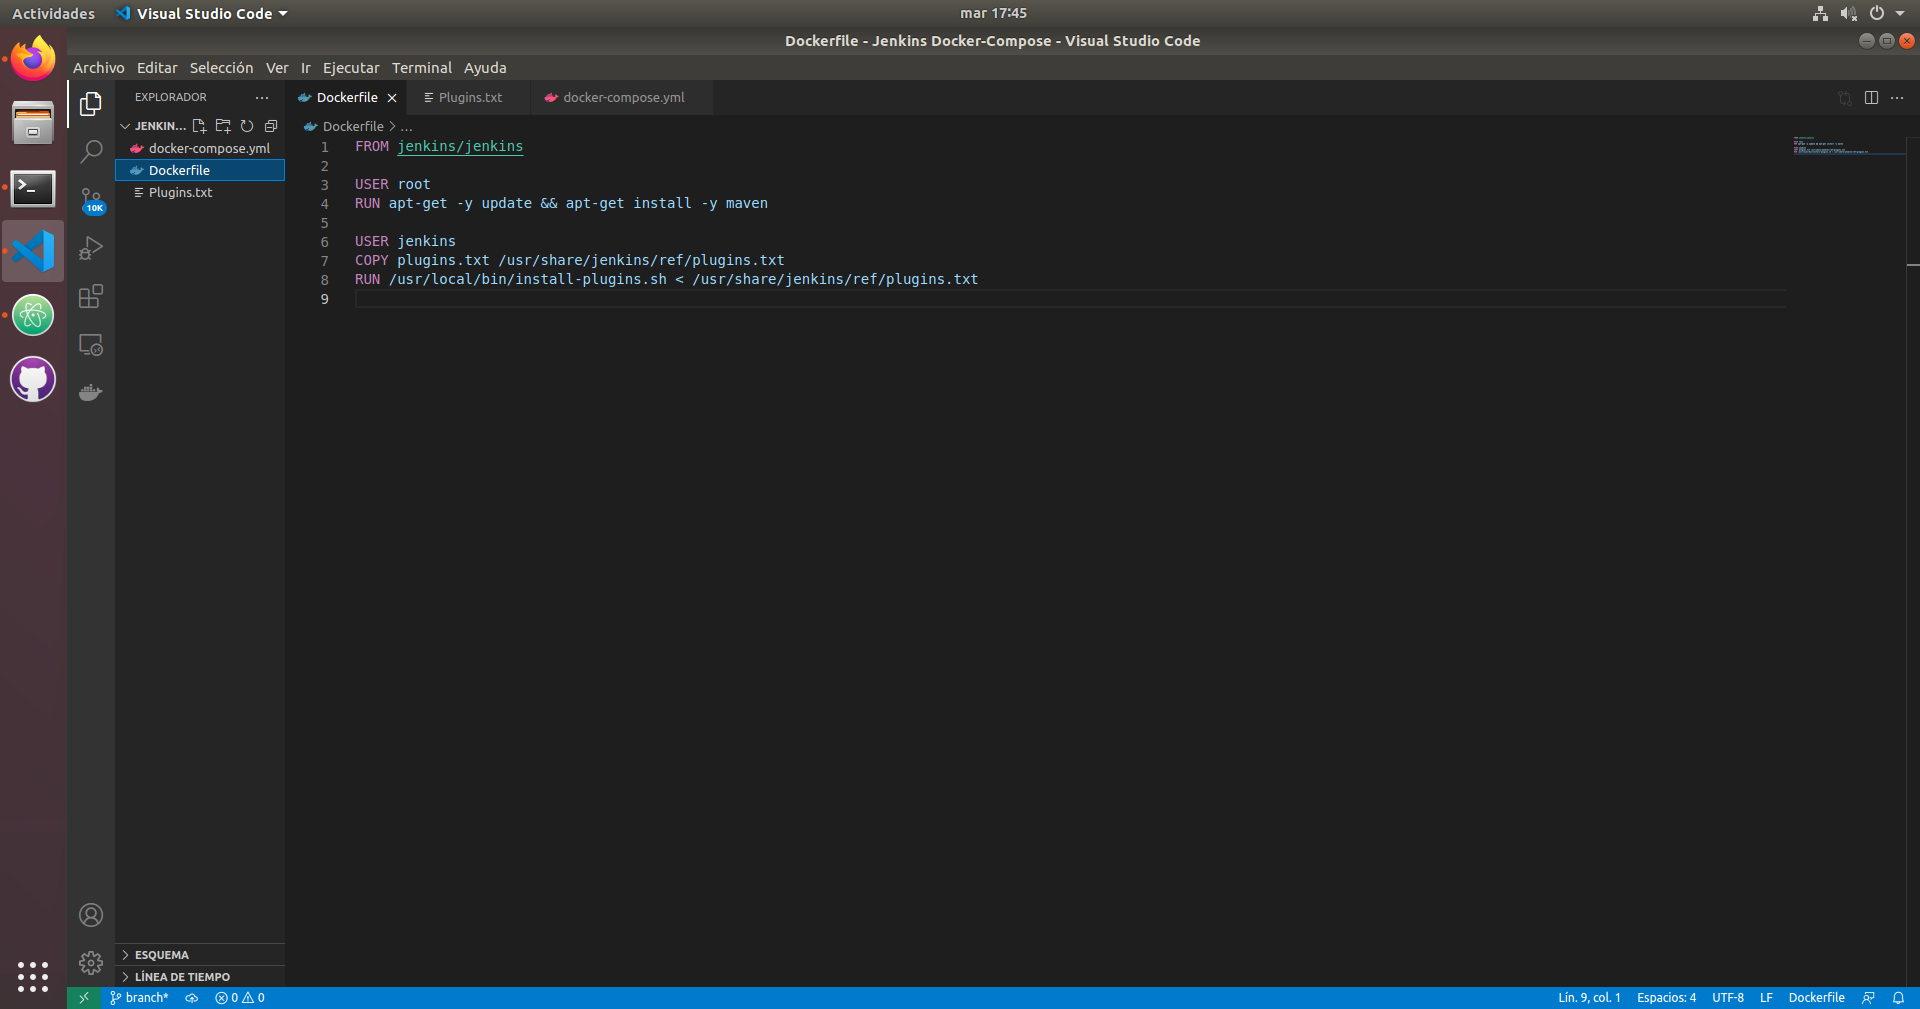 Actividades
Visual Studio Code
mar 17:45
Dockerfile - Jenkins Docker-Compose - Visual Studio Code
Archivo Editar Selección Ver Ir Ejecutar Terminal Ayuda
EXPLORADOR
JENKIN...
docker-compose.yml
Dockerfile
Plugins.txt
10K
Dockerfile
Plugins.txt
docker-compose.yml
Dockerfile > ...
1 FROM jenkins/jenkins
2
3 USER root
4 RUN apt-get -y update && apt-get install -y maven
5
6 USER jenkins
7 COPY plugins.txt /usr/share/jenkins/ref/plugins.txt
8 RUN /usr/local/bin/install-plugins.sh < /usr/share/jenkins/ref/plugins.txt
9
ESQUEMA
LÍNEA DE TIEMPO
branch* 0 0
Lín. 9, col. 1 Espacios: 4 UTF-8 LF Dockerfile